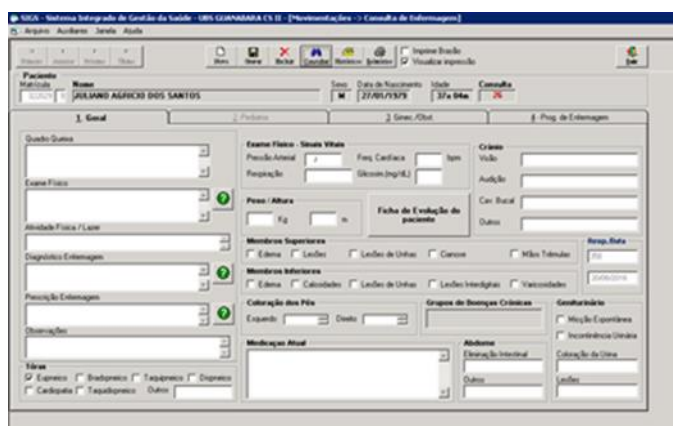 SIGS - Sistema Integrado de Gestão da Saúde - UBS GUANABARA CS II - [Movimentações -> Consulta de Enfermagem]
Arquivo Auxiliares Janela Ajuda
Próximo Último
Novo Gravar Excluir Consultar Relatórios Imprime Brasão Sair
Visualizar impressão
Paciente
Matrícula Nome Sexo Data de Nascimento Idade Consulta
JULIANO AGRICIO DOS SANTOS M 27/01/1979 37a 04m 26
1. Geral 3 Ginec./Obst. 4 -Prog. de Enfermagem
Quadro Queixa
Exame Físico
Atividade Física / Lazer
Diagnóstico Enfermagem
Prescrição Enfermagem
Observações
Tórax
Eupneico Bradipneico Taquipneico Dispneico
Cardiopata Taquidispneico Outros
Exame Físico - Sinais Vitais
Pressão Arterial / Freq. Cardíaca bpm
Respiração Glicosim.(mg/dL)
Peso / Altura
Kg m
Ficha de Evolução do paciente
Crânio
Visão
Audição
Cav. Bucal
Outros
Membros Superiores
Edema Lesões Lesões de Unhas Cianose Mãos Trêmulas
Membros Inferiores
Edema Calosidades Lesões de Unhas Lesões Interdigitais Varicosidades
Resp./Data
Coloração dos Pés
Esquerdo Direito
Grupos de Doenças Crônicas
Geniturinário
Micção Espontânea
Incontinência Urinária
Medicaças Atual
Abdome
Eliminação Intestinal
Outros
Coloração da Urina
Lesões